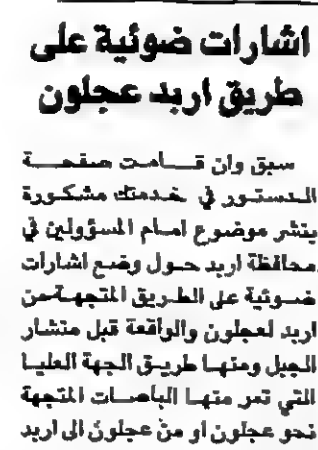 اشارات ضوئية على
طريق اربد عجلون
سبق وان قامت صفحة
الدستور في خدمتك مشكورة
بنشر موضوع امام المسؤولين في
محافظة اربد حول وضع اشارات
ضوئية على الطريق المتجهة من
اربد لعجلون والواقعة قبل منشار
الجبل ومنها طريق الجهة العليا
التي تمر منها الباصات المتجهة
نحو عجلون او من عجلون الى اربد